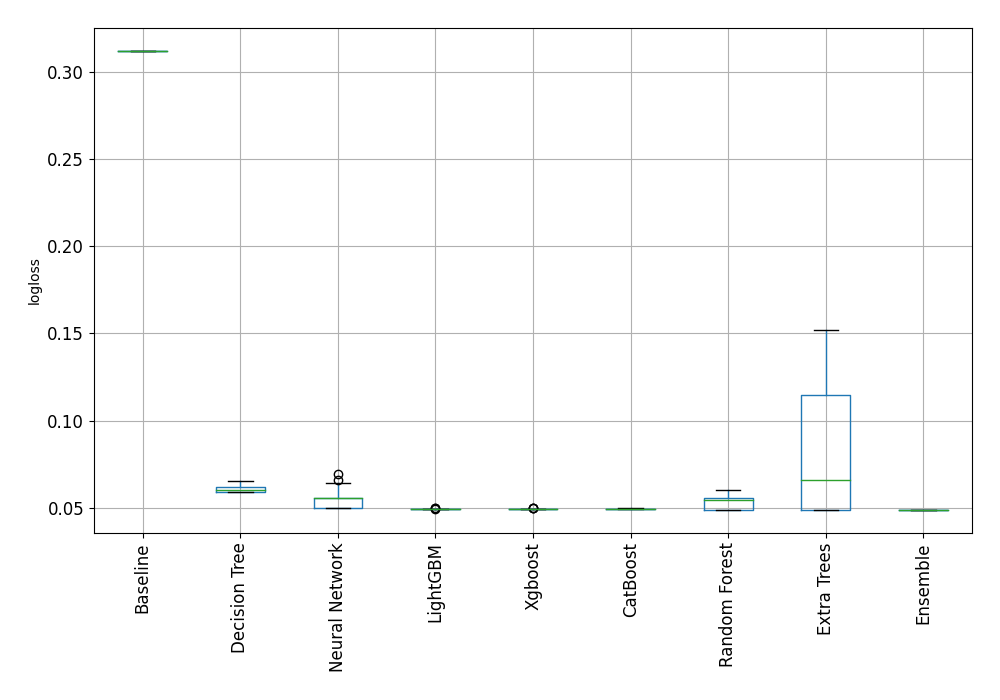 0.30
0.25
0.20
0.15
0.10
0.05
logloss
Baseline
Decision Tree
Neural Network
LightGBM
Xgboost
CatBoost
Random Forest
Extra Trees
Ensemble